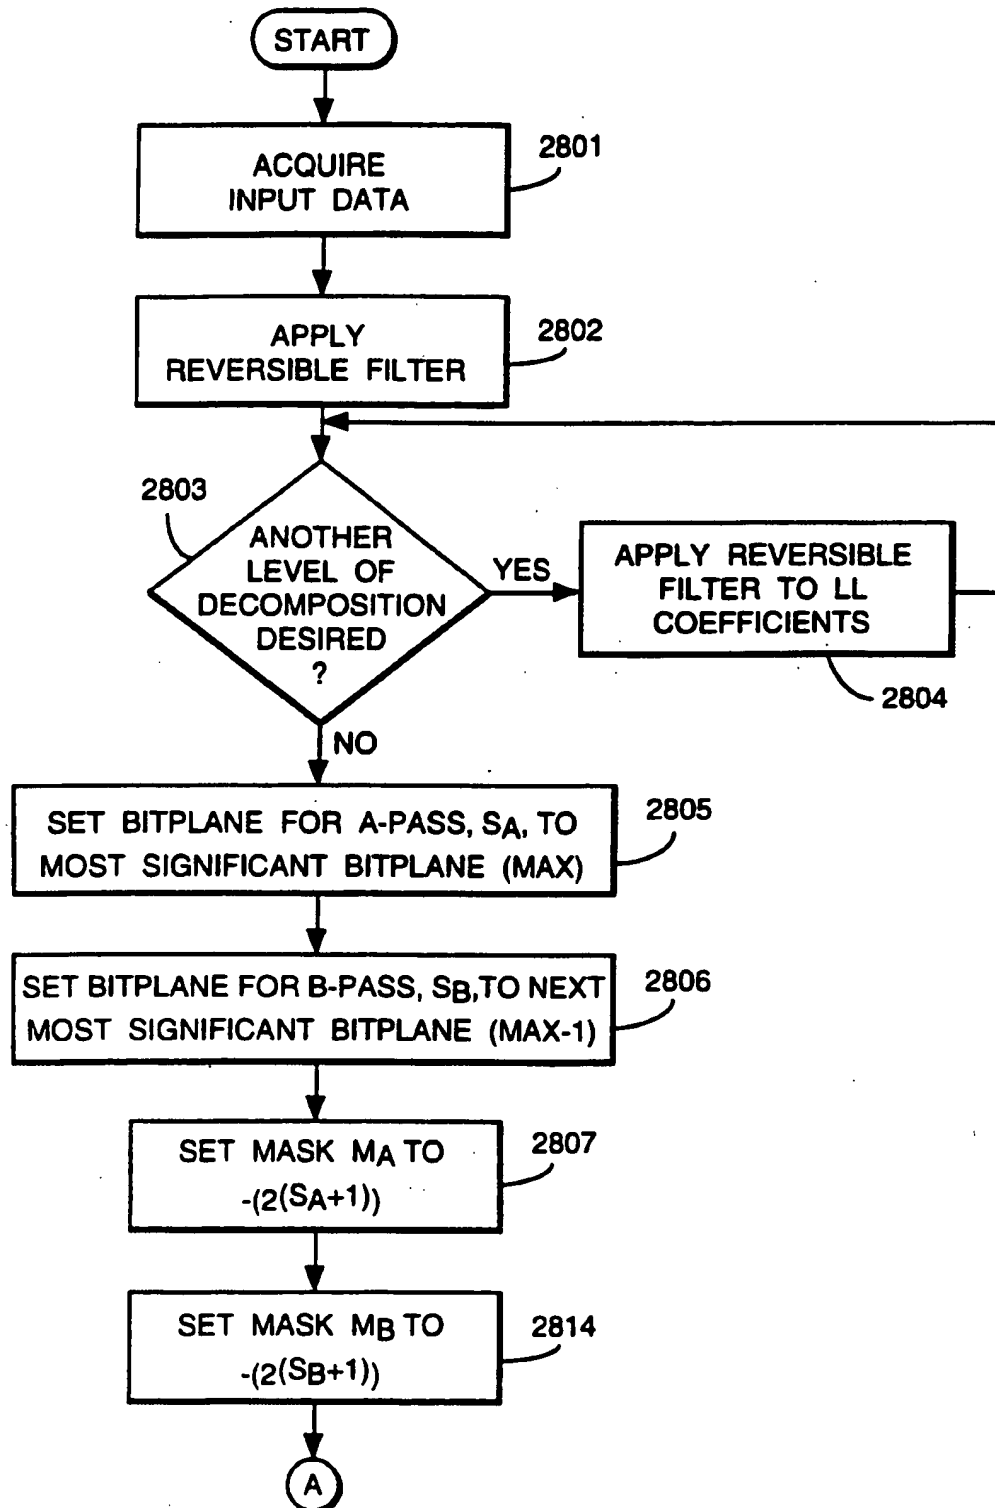 START
ACQUIRE
INPUT DATA
2801
APPLY
REVERSIBLE FILTER
2802
2803
ANOTHER
LEVEL OF
DECOMPOSITION
DESIRED
?
YES
APPLY REVERSIBLE
FILTER TO LL
COEFFICIENTS
2804
NO
SET BITPLANE FOR A-PASS, SA, TO
MOST SIGNIFICANT BITPLANE (MAX)
2805
SET BITPLANE FOR B-PASS, SB, TO NEXT
MOST SIGNIFICANT BITPLANE (MAX-1)
2806
SET MASK MA TO
-(2(SA+1))
2807
SET MASK MB TO
-(2(SB+1))
2814
A